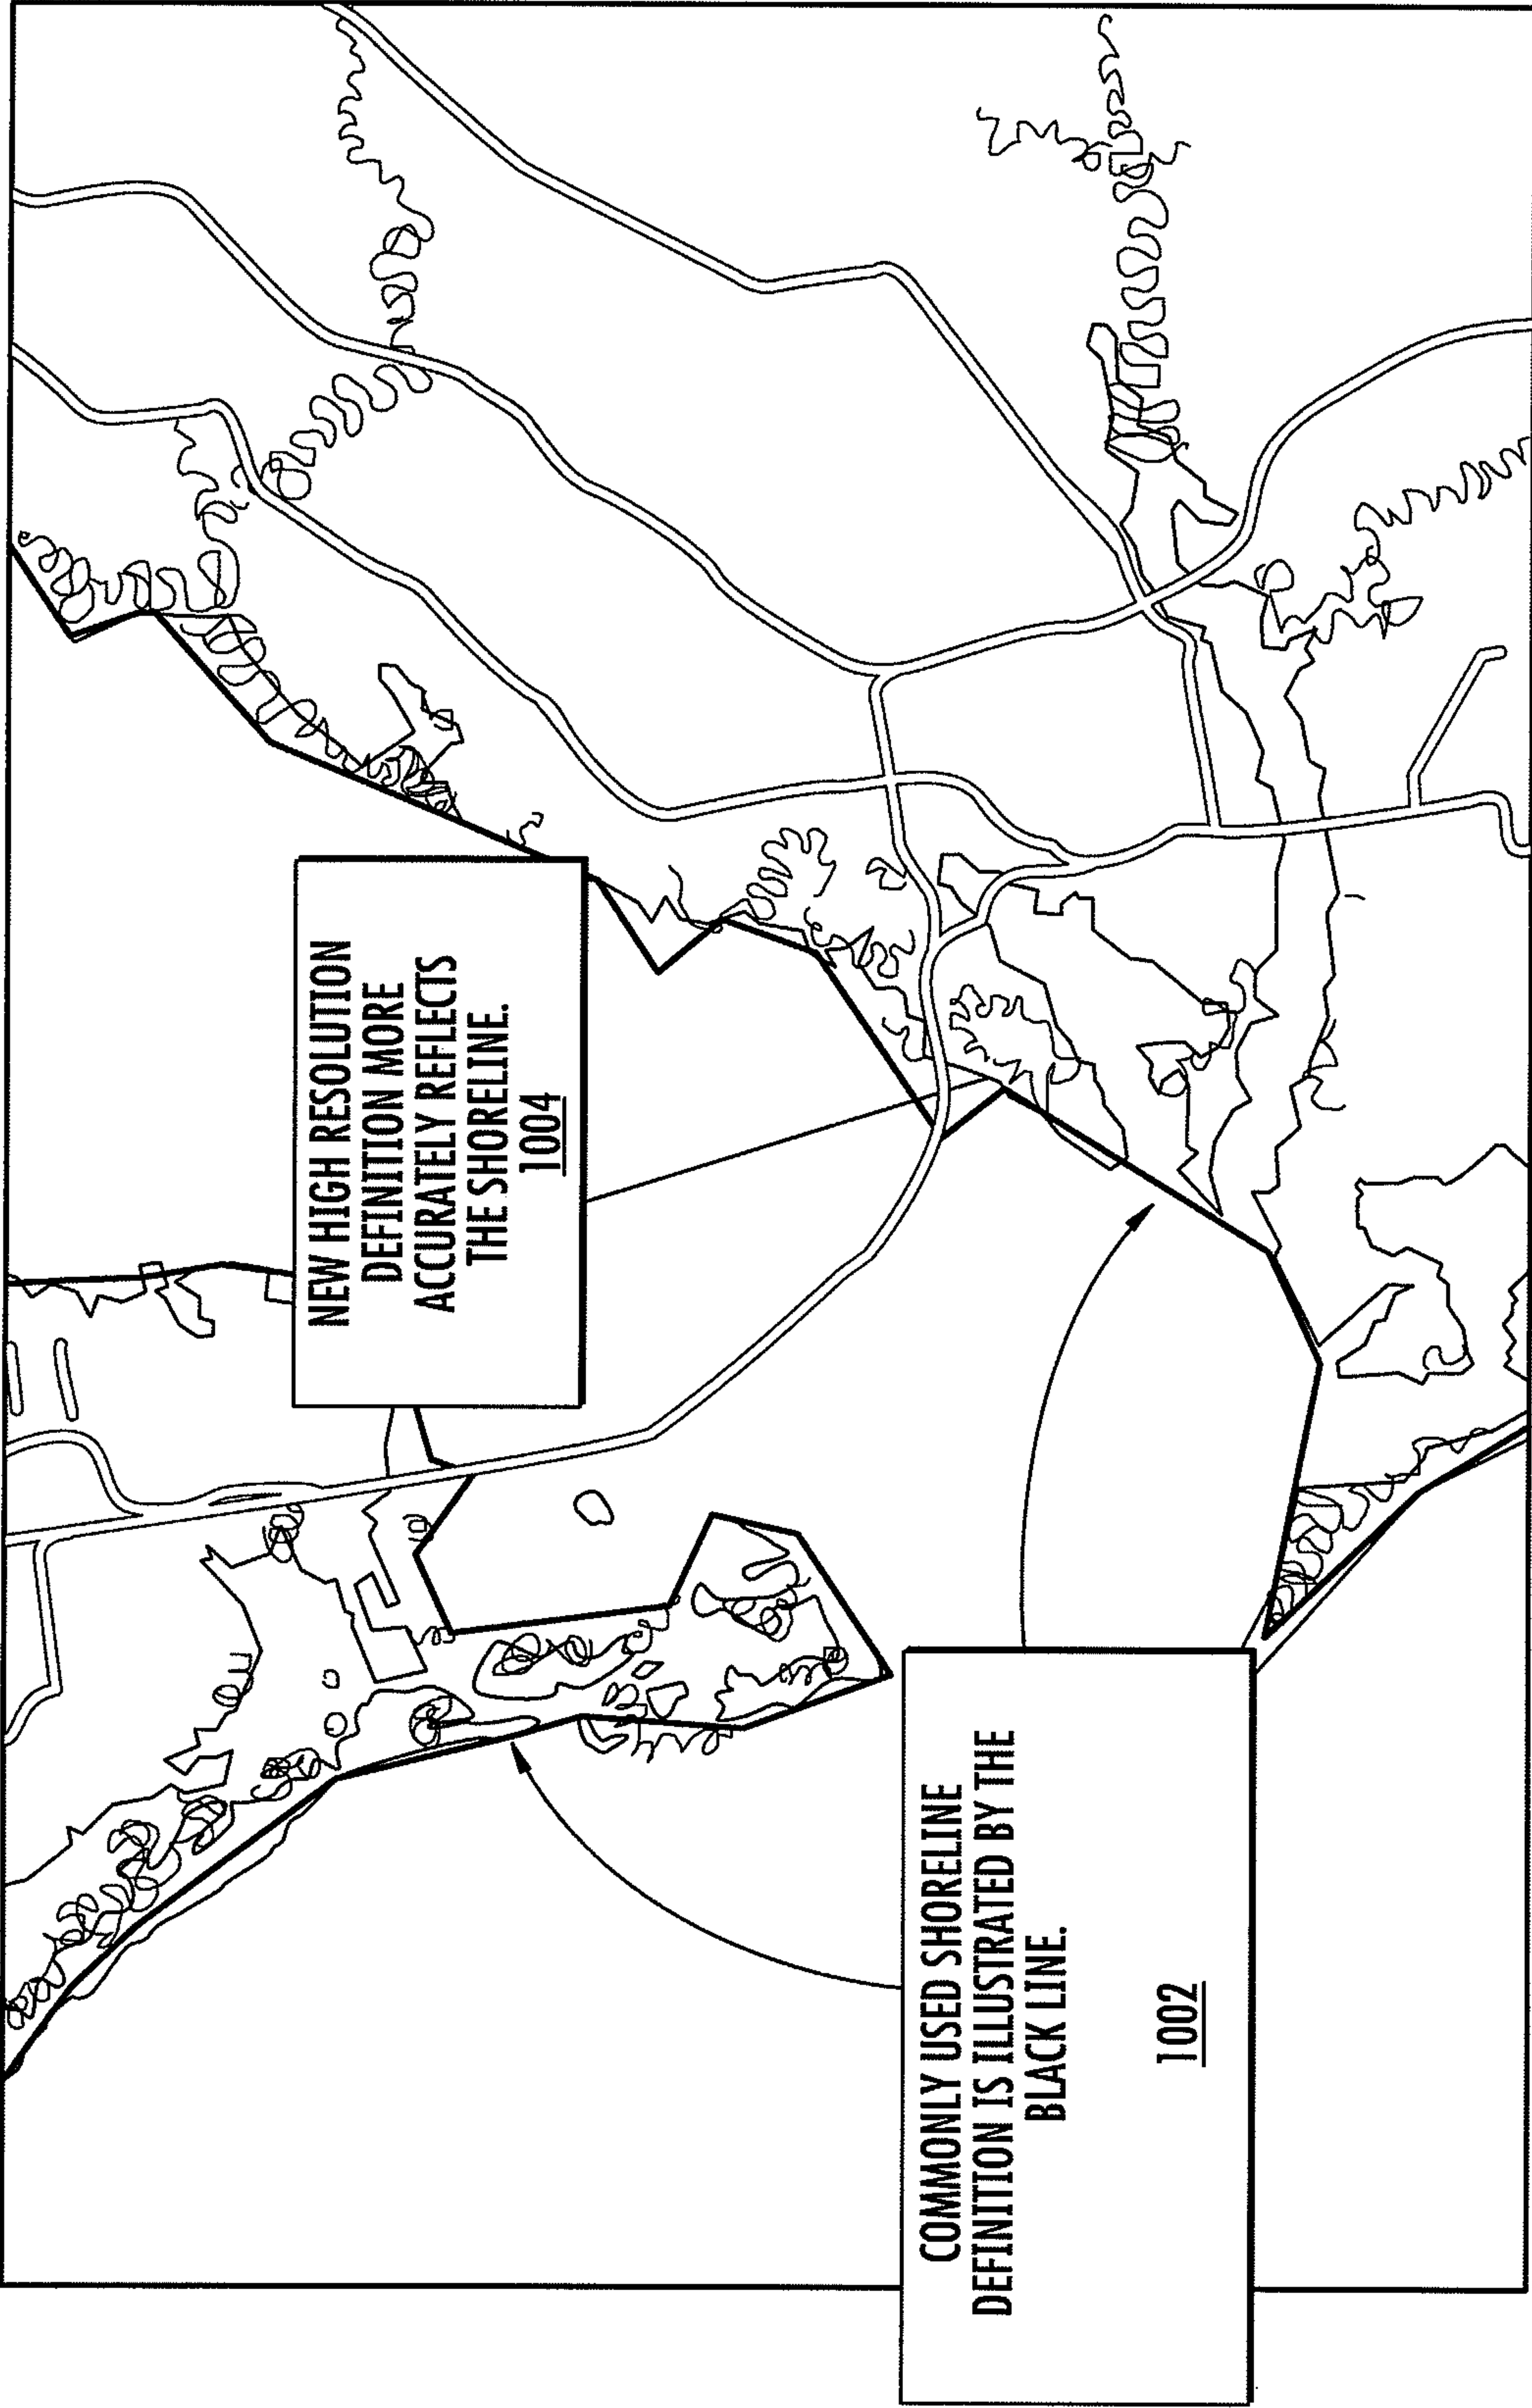 NEW HIGH RESOLUTION
DEFINITION MORE
ACCURATELY REFLECTS
THE SHORELINE.
1004
COMMONLY USED SHORELINE
DEFINITION IS ILLUSTRATED BY THE
BLACK LINE.
1002